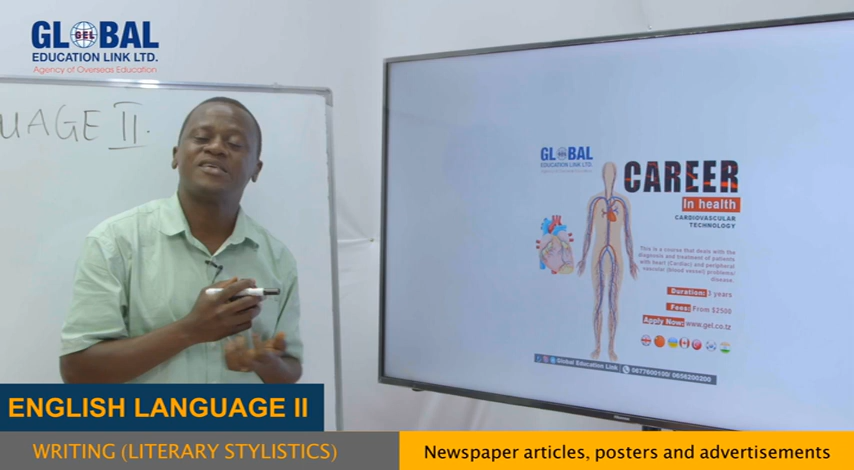 GLOBAL
GEL
EDUCATION LINK LTD.
Agency of Overseas Education
UAGE II.
GLOBAL
EDUCATION LINK LTD.
CAREER
In health
CARDIOVASCULAR
TECHNOLOGY
This is a course that deals with the
diagnosis and treatment of patients
with heart (Cardiac) and peripheral
vascular (blood vessel) problems/
disease.
Duration: 3 years
Fees: From $2500
Apply Now: www.gel.co.tz
Global Education Link
0677600100/ 0656200200
ENGLISH LANGUAGE II
WRITING (LITERARY STYLISTICS)
Newspaper articles, posters and advertisements